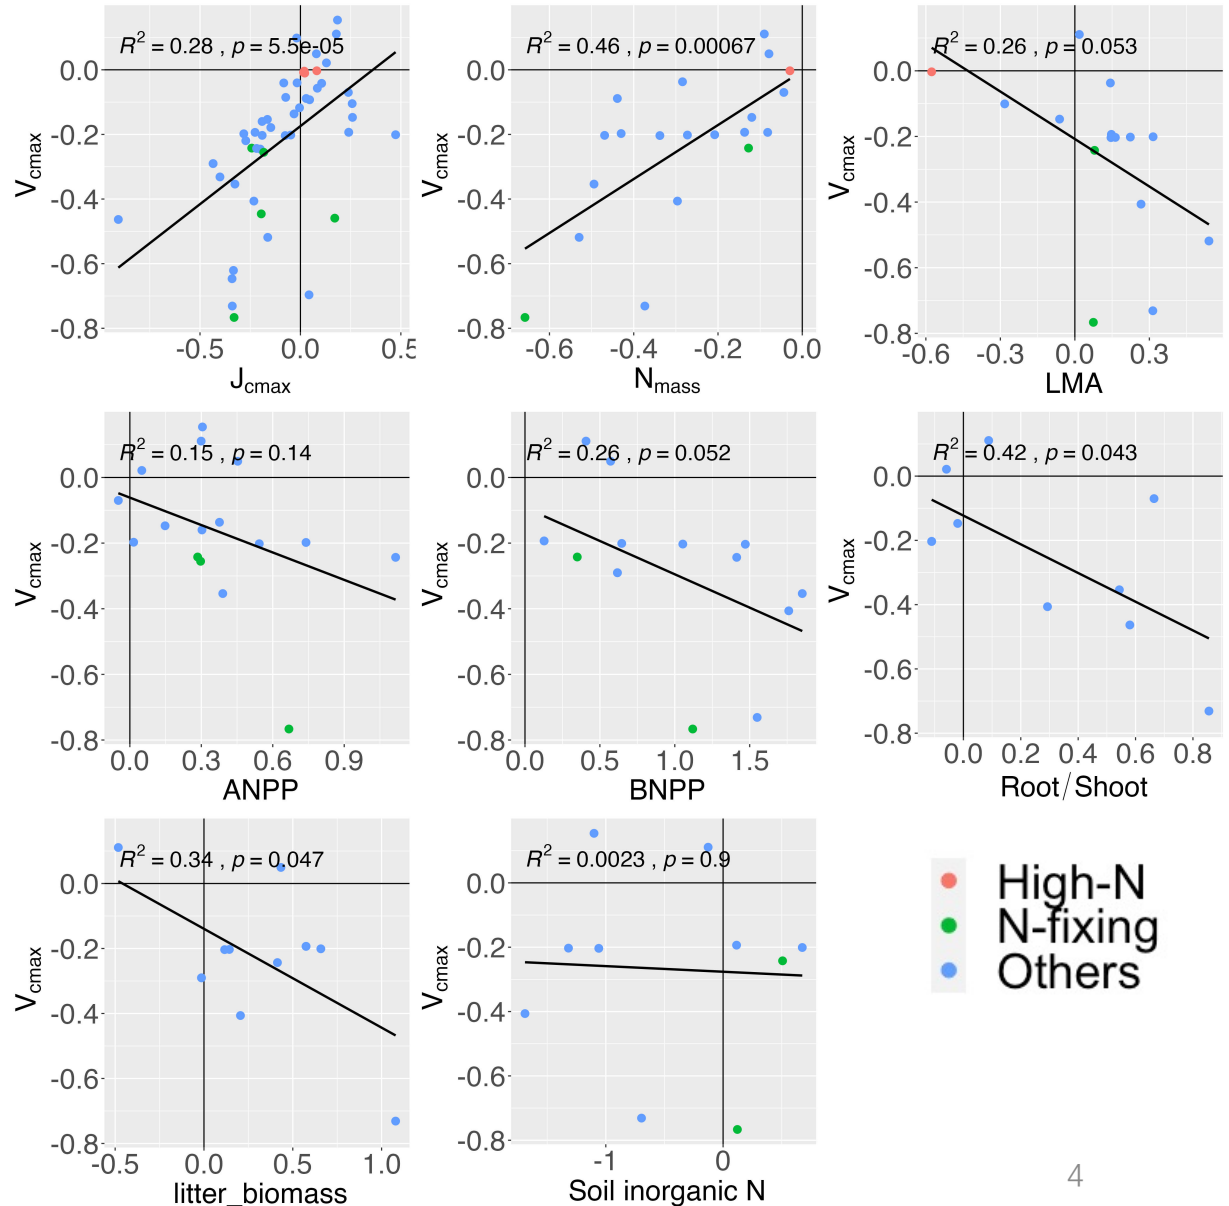 R² = 0.28 , p = 5.5e-05
0.0
-0.2
-0.4
-0.6
-0.8
Vcmax
-0.5
0.0
0.5
Jcmax
R² = 0.46 , p = 0.00067
0.0
-0.2
-0.4
-0.6
-0.8
Vcmax
-0.6
-0.4
-0.2
0.0
Nmass
R² = 0.26 , p = 0.053
0.0
-0.2
-0.4
-0.6
-0.8
Vcmax
-0.6
-0.3
0.0
0.3
LMA
R² = 0.15 , p = 0.14
0.0
-0.2
-0.4
-0.6
-0.8
Vcmax
0.0
0.3
0.6
0.9
ANPP
R² = 0.26 , p = 0.052
0.0
-0.2
-0.4
-0.6
-0.8
Vcmax
0.0
0.5
1.0
1.5
BNPP
R² = 0.42 , p = 0.043
0.0
-0.2
-0.4
-0.6
-0.8
Vcmax
0.0
0.2
0.4
0.6
0.8
Root/Shoot
R² = 0.34 , p = 0.047
0.0
-0.2
-0.4
-0.6
-0.8
Vcmax
-0.5
0.0
0.5
1.0
litter_biomass
R² = 0.0023 , p = 0.9
0.0
-0.2
-0.4
-0.6
-0.8
Vcmax
-1
0
Soil inorganic N
High-N
N-fixing
Others
4